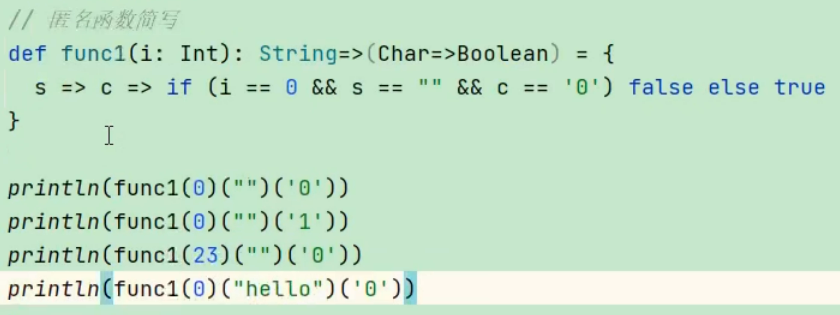 // 匿名函数简写
def func1(i: Int): String=>(Char=>Boolean) = {
  s => c => if (i == 0 && s == "" && c == '0') false else true
}
println(func1(0)("")('0'))
println(func1(0)("")('1'))
println(func1(23)("")('0'))
println(func1(0)("hello")('0'))